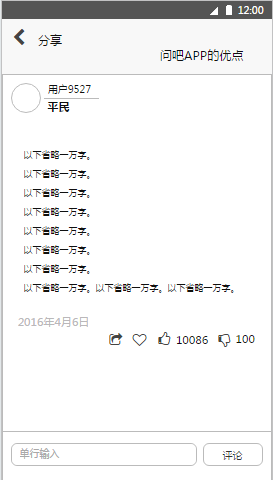 12:00
分享
问吧APP的优点
用户9527
平民
以下省略一万字。
以下省略一万字。
以下省略一万字。
以下省略一万字。
以下省略一万字。
以下省略一万字。
以下省略一万字。
以下省略一万字。以下省略一万字。以下省略一万字。
2016年4月6日
10086 100
单行输入 评论